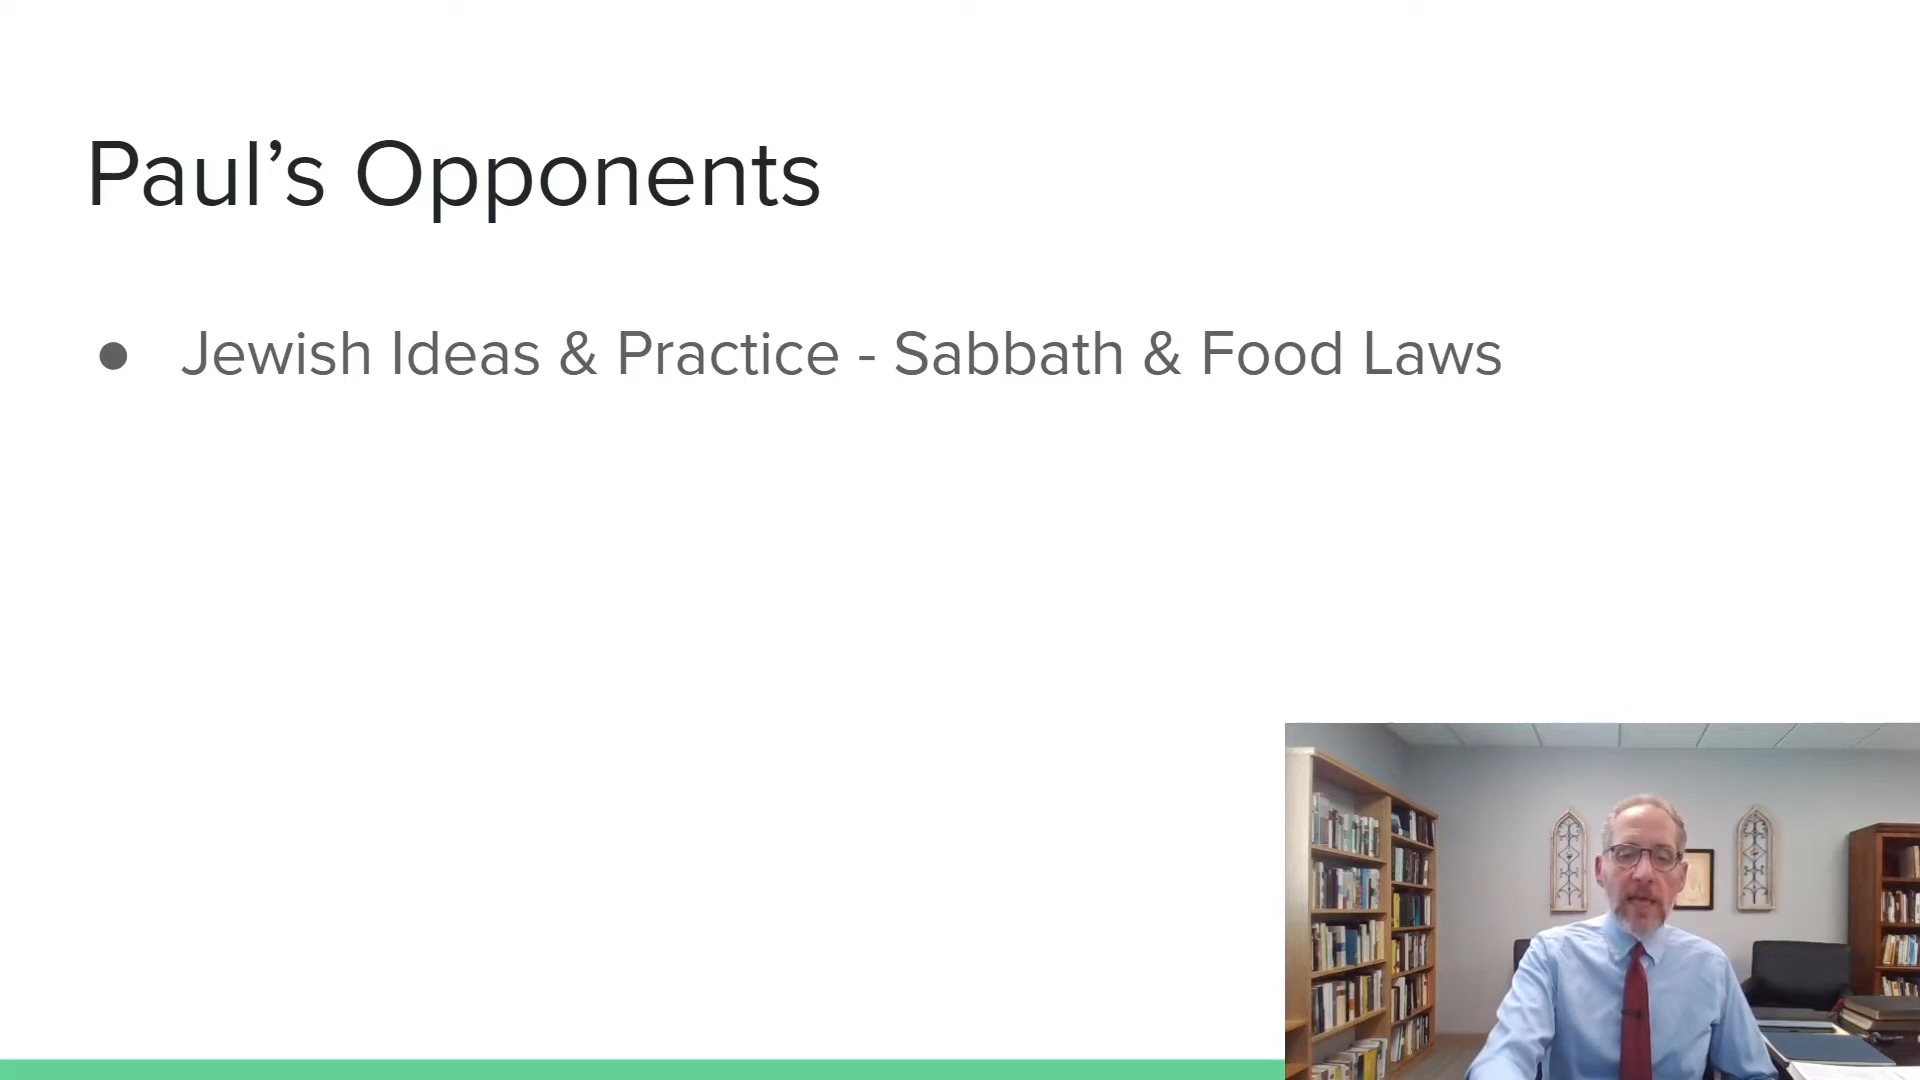 Paul’s Opponents
● Jewish Ideas & Practice - Sabbath & Food Laws